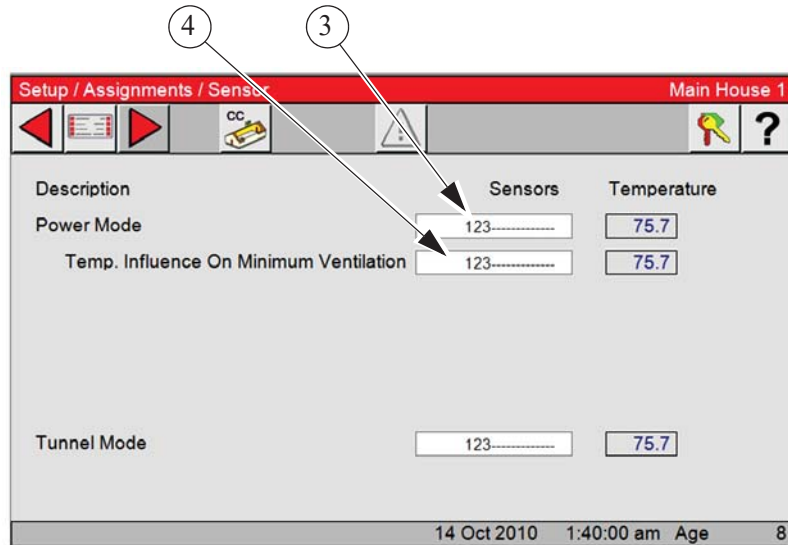 4 3
Setup / Assignments / Sensor Main House 1
CC ?
Description Sensors Temperature
Power Mode 123------------- 75.7
Temp. Influence On Minimum Ventilation 123------------- 75.7
Tunnel Mode 123------------- 75.7
14 Oct 2010 1:40:00 am Age 8